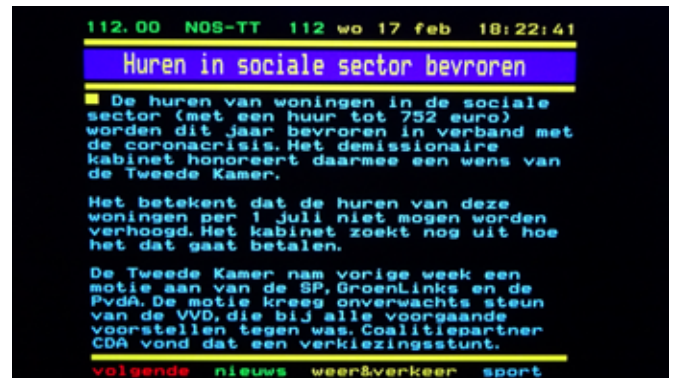 112.00 NOS-TT 112 wo 17 feb 18:22:41
Huren in sociale sector bevroren
De huren van woningen in de sociale
sector (met een huur tot 752 euro)
worden dit jaar bevroren in verband met
de coronacrisis. Het demissionaire
kabinet honoreert daarmee een wens van
de Tweede Kamer.
Het betekent dat de huren van deze
woningen per 1 juli niet mogen worden
verhoogd. Het kabinet zoekt nog uit hoe
het dat gaat betalen.
De Tweede Kamer nam vorige week een
motie aan van de SP, GroenLinks en de
PvdA. De motie kreeg onverwachts steun
van de VVD, die bij alle voorgaande
voorstellen tegen was. Coalitiepartner
CDA vond dat een verkiezingsstunt.
volgende nieuws weer&verkeer sport